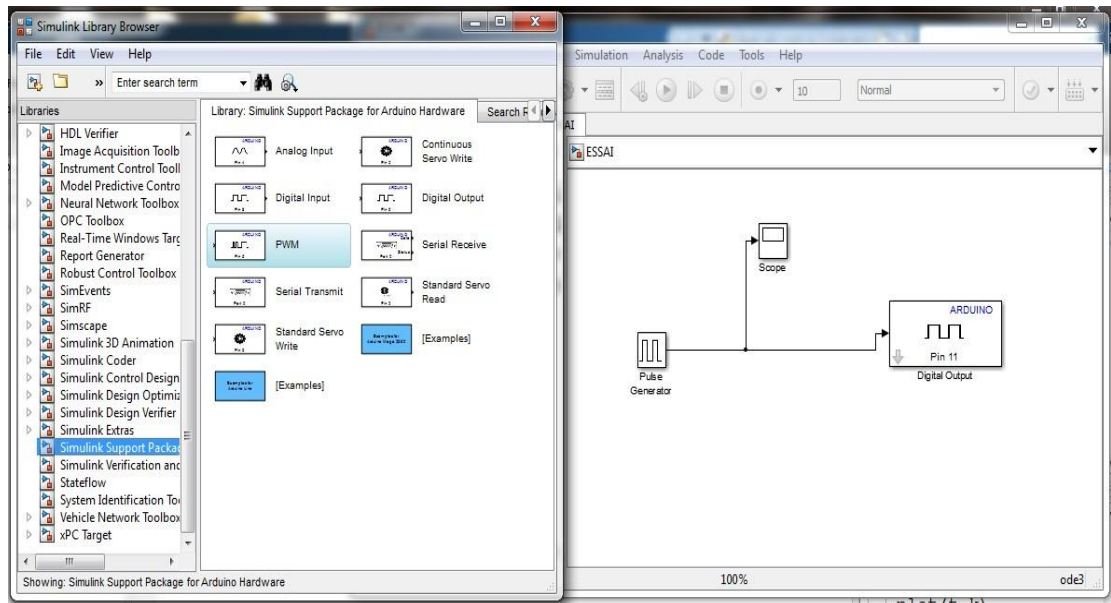 Simulink Library Browser
File Edit View Help
» Enter search term
Libraries
HDL Verifier
Image Acquisition Toolb
Instrument Control Tooll
Model Predictive Contro
Neural Network Toolbox
OPC Toolbox
Real-Time Windows Targ
Report Generator
Robust Control Toolbox
SimEvents
SimRF
Simscape
Simulink 3D Animation
Simulink Coder
Simulink Control Design
Simulink Design Optimiz
Simulink Design Verifier
Simulink Extras
Simulink Support Packag
Simulink Verification and
Stateflow
System Identification Too
Vehicle Network Toolbox
xPC Target
Library: Simulink Support Package for Arduino Hardware Search R
Analog Input
Continuous
Servo Write
Digital Input
Digital Output
PWM
Serial Receive
Serial Transmit
Standard Servo
Read
Standard Servo
Write
[Examples]
[Examples]
Showing: Simulink Support Package for Arduino Hardware
Simulation Analysis Code Tools Help
10 Normal
AI
ESSAI
Scope
Pulse
Generator
ARDUINO
Pin 11
Digital Output
100% ode3